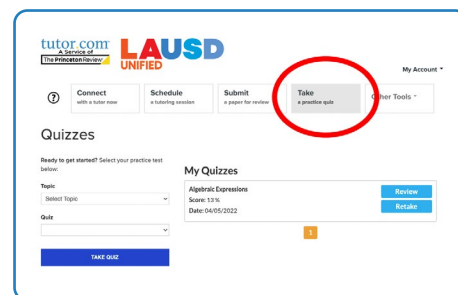 tutor.com
A Service of
The Princeton Review
LAUSD
UNIFIED
My Account
?
Connect
with a tutor now
Schedule
a tutoring session
Submit
a paper for review
Take
a practice quiz
Other Tools
Quizzes
Ready to get started? Select your practice test
below.
Topic
Select Topic
Quiz
TAKE QUIZ
My Quizzes
Algebraic Expressions
Score: 13%
Date: 04/05/2022
Review
Retake
1